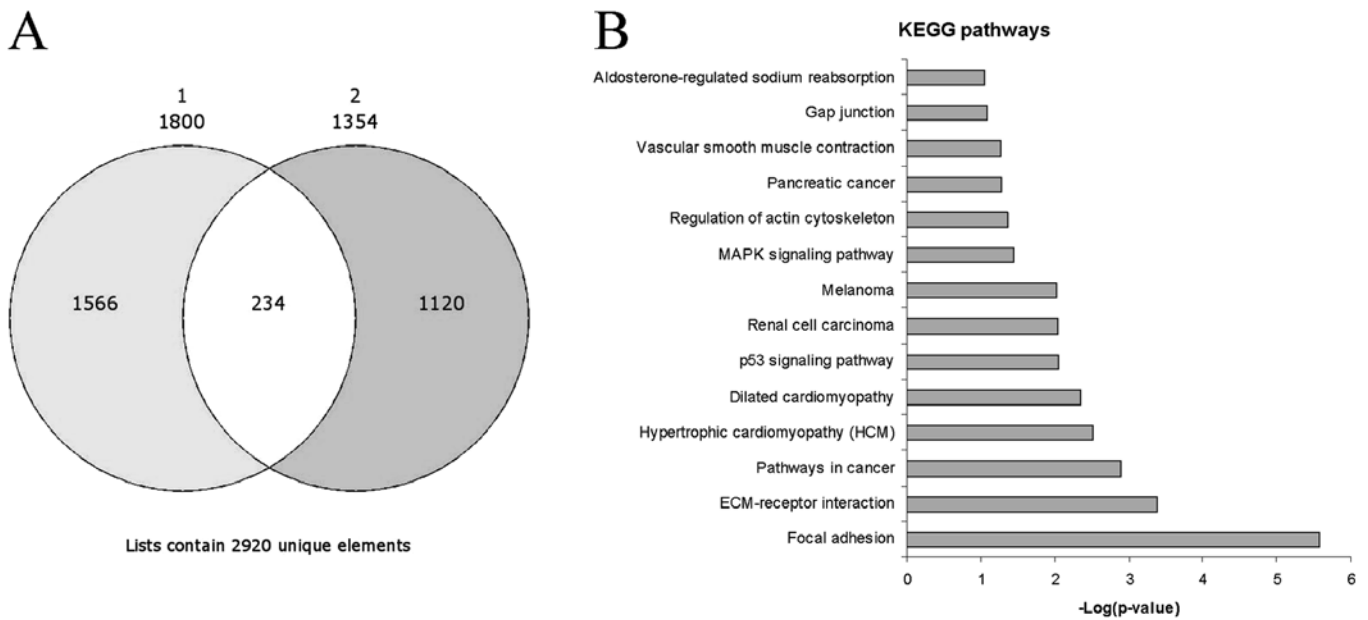 A
1
1800
2
1354
1566
234
1120
Lists contain 2920 unique elements
B
KEGG pathways
Aldosterone-regulated sodium reabsorption
Gap junction
Vascular smooth muscle contraction
Pancreatic cancer
Regulation of actin cytoskeleton
MAPK signaling pathway
Melanoma
Renal cell carcinoma
p53 signaling pathway
Dilated cardiomyopathy
Hypertrophic cardiomyopathy (HCM)
Pathways in cancer
ECM-receptor interaction
Focal adhesion
0 1 2 3 4 5 6
-Log(p-value)